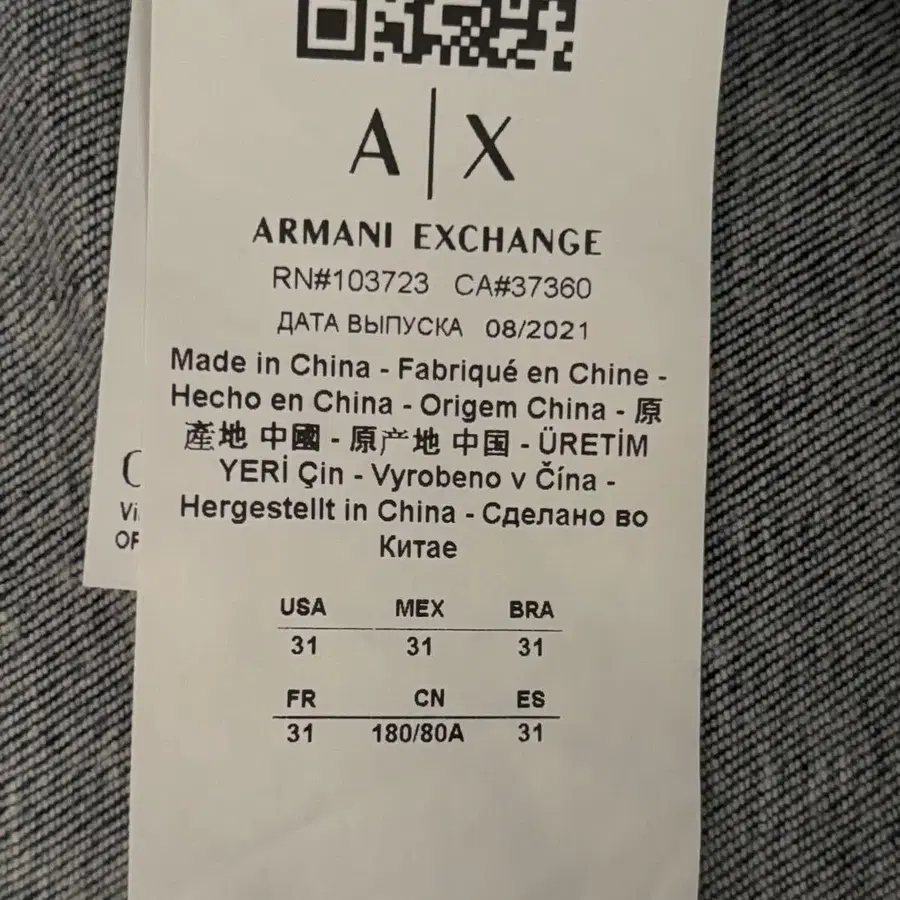 A|X
ARMANI EXCHANGE
RN#103723 CA#37360
ДАТА ВЫПУСКА 08/2021
Made in China - Fabriqué en Chine -
Hecho en China - Origem China - 原
產地 中國 - 原产地 中国 - ÜRETİM
YERİ Çin - Vyrobeno v Čína -
Hergestellt in China - Сделано во
Китае
USA MEX BRA
31 31 31
FR CN ES
31 180/80A 31